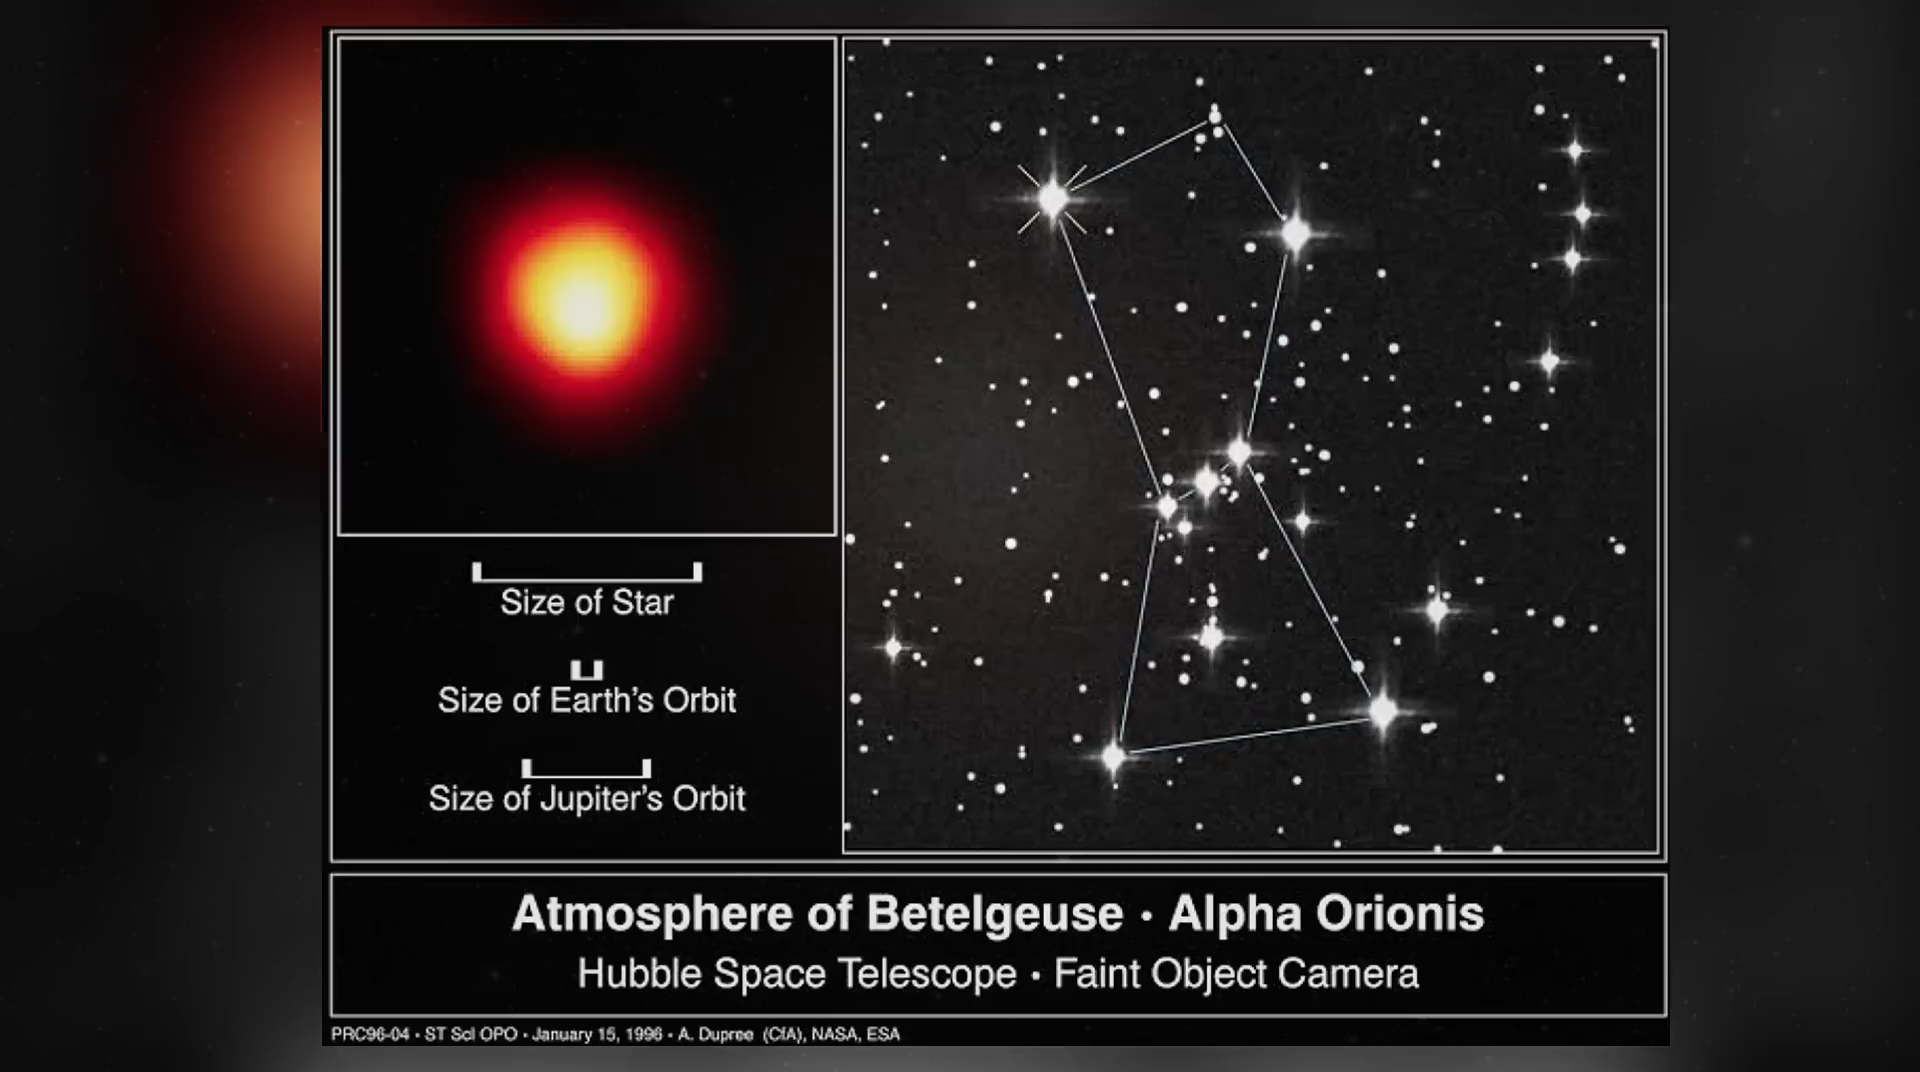 Size of Star
Size of Earth's Orbit
Size of Jupiter's Orbit
Atmosphere of Betelgeuse · Alpha Orionis
Hubble Space Telescope · Faint Object Camera
PRC96-04 · ST ScI OPO · January 15, 1996 · A. Dupree (CfA), NASA, ESA